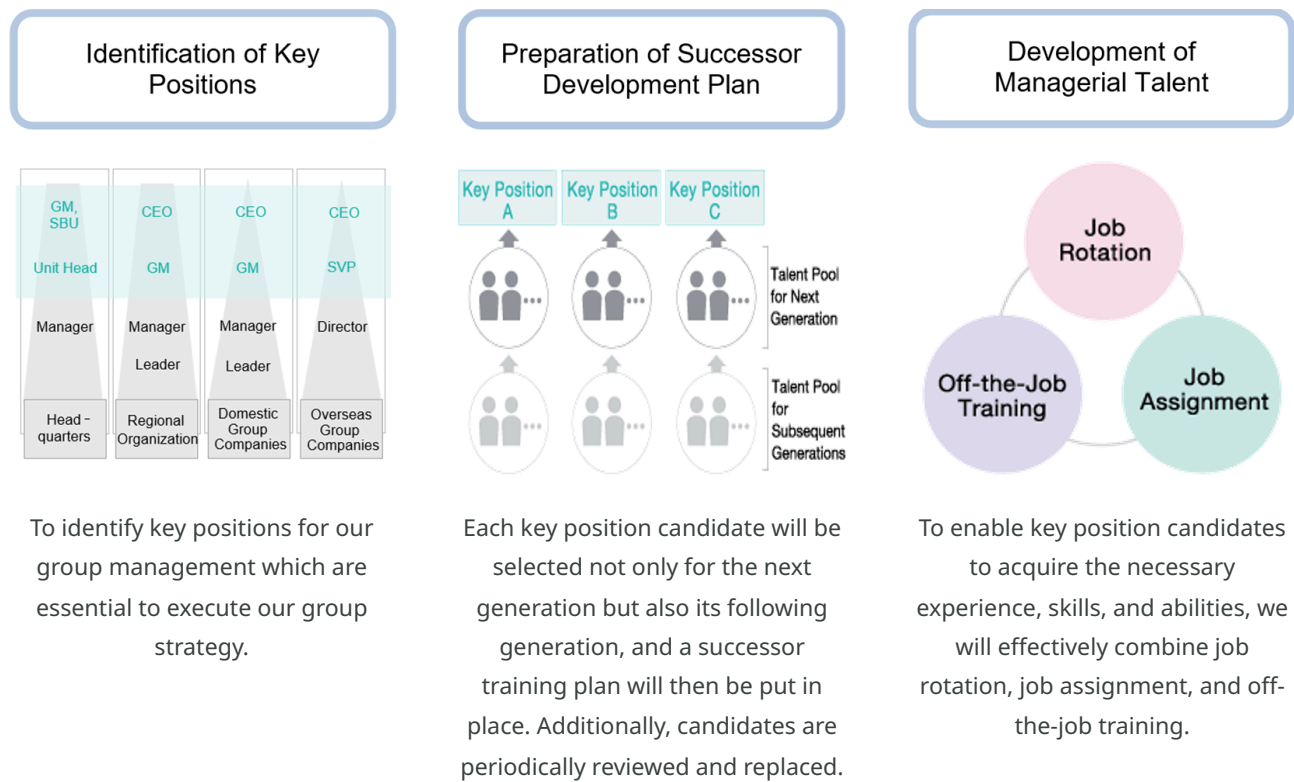 Identification of Key
Positions
GM,
SBU
Unit Head
Manager
Head –
quarters
CEO
GM
Manager
Leader
Regional
Organization
CEO
GM
Manager
Leader
Domestic
Group
Companies
CEO
SVP
Director
Overseas
Group
Companies
To identify key positions for our
group management which are
essential to execute our group
strategy.
Preparation of Successor
Development Plan
Key Position
A
Key Position
B
Key Position
C
Talent Pool
for Next
Generation
Talent Pool
for
Subsequent
Generations
Each key position candidate will be
selected not only for the next
generation but also its following
generation, and a successor
training plan will then be put in
place. Additionally, candidates are
periodically reviewed and replaced.
Development of
Managerial Talent
Job
Rotation
Off-the-Job
Training
Job
Assignment
To enable key position candidates
to acquire the necessary
experience, skills, and abilities, we
will effectively combine job
rotation, job assignment, and off-
the-job training.